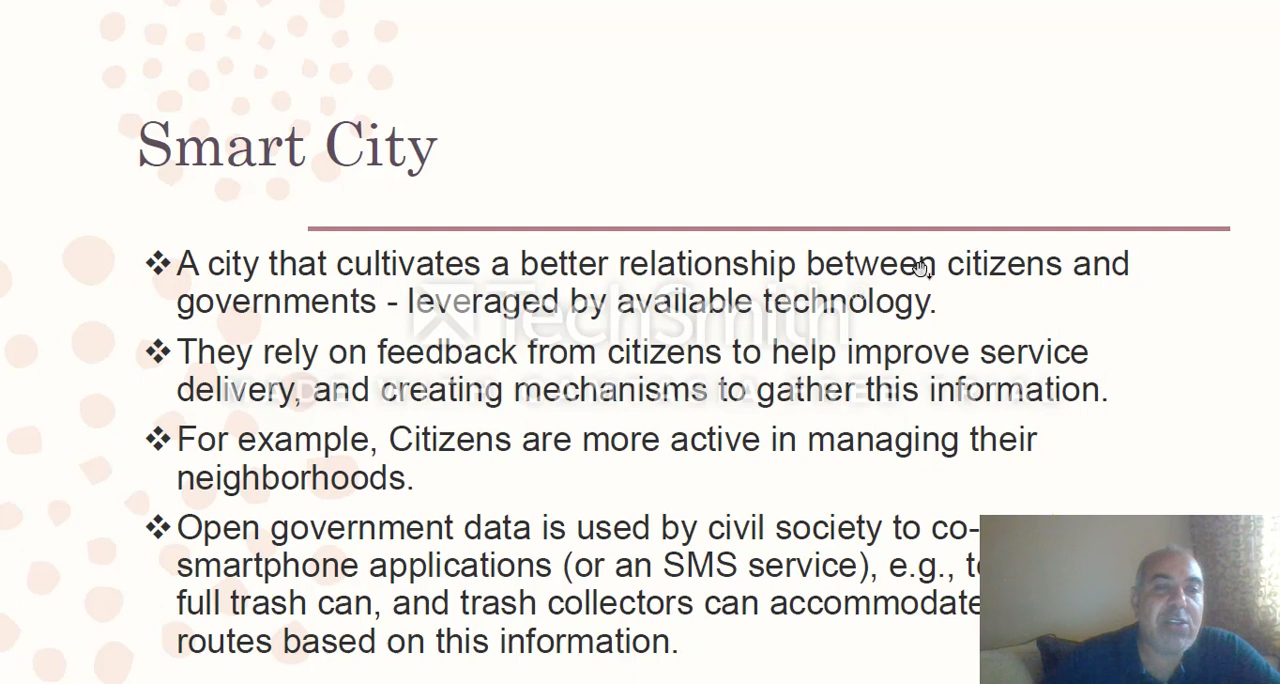 Smart City
❖ A city that cultivates a better relationship between citizens and
governments - leveraged by available technology.
TechSmith
❖ They rely on feedback from citizens to help improve service
delivery, and creating mechanisms to gather this information.
❖ For example, Citizens are more active in managing their
neighborhoods.
❖ Open government data is used by civil society to co-
smartphone applications (or an SMS service), e.g.,
full trash can, and trash collectors can accommodate
routes based on this information.